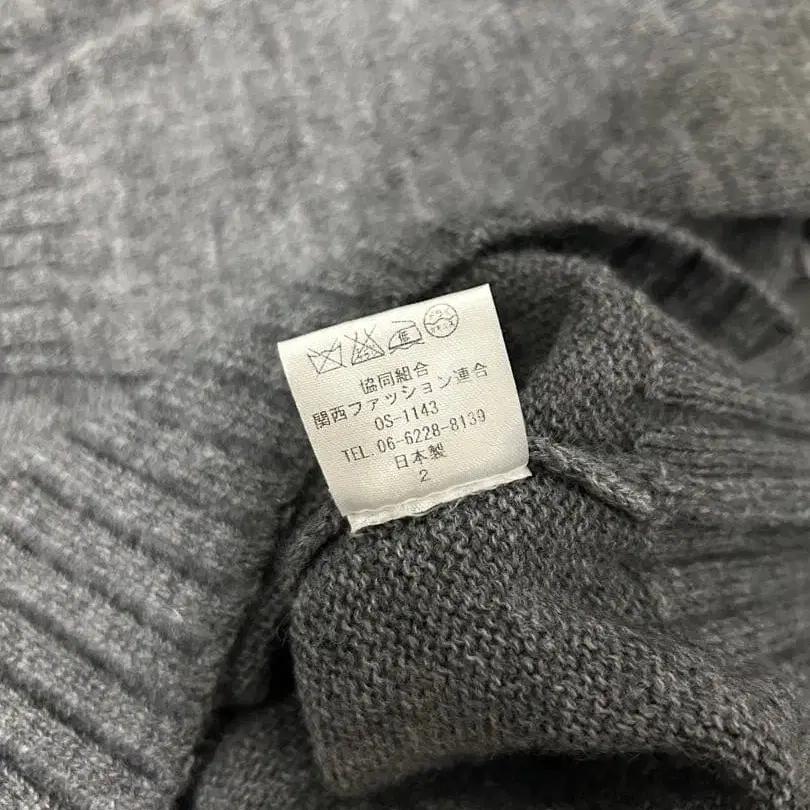 低
協同組合
関西ファッション連合
OS-1143
TEL. 06-6228-8139
日本製
2